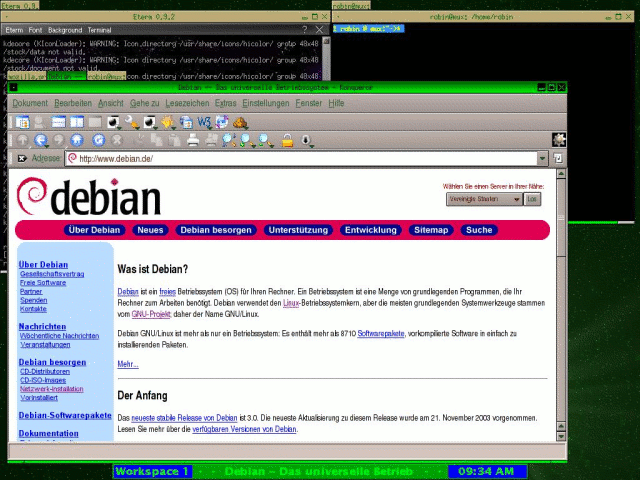 Eterm 0.9.2
robin@mux: /home/robin
Eterm Font Background Terminal
kdecore (KIconLoader): WARNING: Icon directory /usr/share/icons/hicolor/ group 48x48
/stock/data not valid.
kdecore (KIconLoader): WARNING: Icon directory /usr/share/icons/hicolor/ group 48x48
/stock/document not valid.
Debian — Das universelle Betriebssystem - Konqueror
Dokument Bearbeiten Ansicht Gehe zu Lesezeichen Extras Einstellungen Fenster Hilfe
Adresse: http://www.debian.de/
debian
Wählen Sie einen Server in Ihrer Nähe:
Vereinigte Staaten Los
Über Debian Neues Debian besorgen Unterstützung Entwicklung Sitemap Suche
Über Debian
Gesellschaftsvertrag
Freie Software
Partner
Spenden
Kontakte
Nachrichten
Wöchentliche Nachrichten
Veranstaltungen
Debian besorgen
CD-Distributoren
CD-ISO-Images
Netzwerk-Installation
Vorinstalliert
Debian-Softwarepakete
Dokumentation
Was ist Debian?
Debian ist ein freies Betriebssystem (OS) für Ihren Rechner. Ein Betriebssystem ist eine Menge von grundlegenden Programmen, die Ihr
Rechner zum Arbeiten benötigt. Debian verwendet den Linux-Betriebssystemkern, aber die meisten grundlegenden Systemwerkzeuge stammen
vom GNU-Projekt; daher der Name GNU/Linux.
Debian GNU/Linux ist mehr als nur ein Betriebssystem: Es enthält mehr als 8710 Softwarepakete, vorkompilierte Software in einfach zu
installierenden Paketen.
Mehr...
Der Anfang
Das neueste stabile Release von Debian ist 3.0. Die neueste Aktualisierung zu diesem Release wurde am 21. November 2003 vorgenommen.
Lesen Sie mehr über die verfügbaren Versionen von Debian.
Workspace 1 Debian — Das universelle Betrieb 09:34 AM